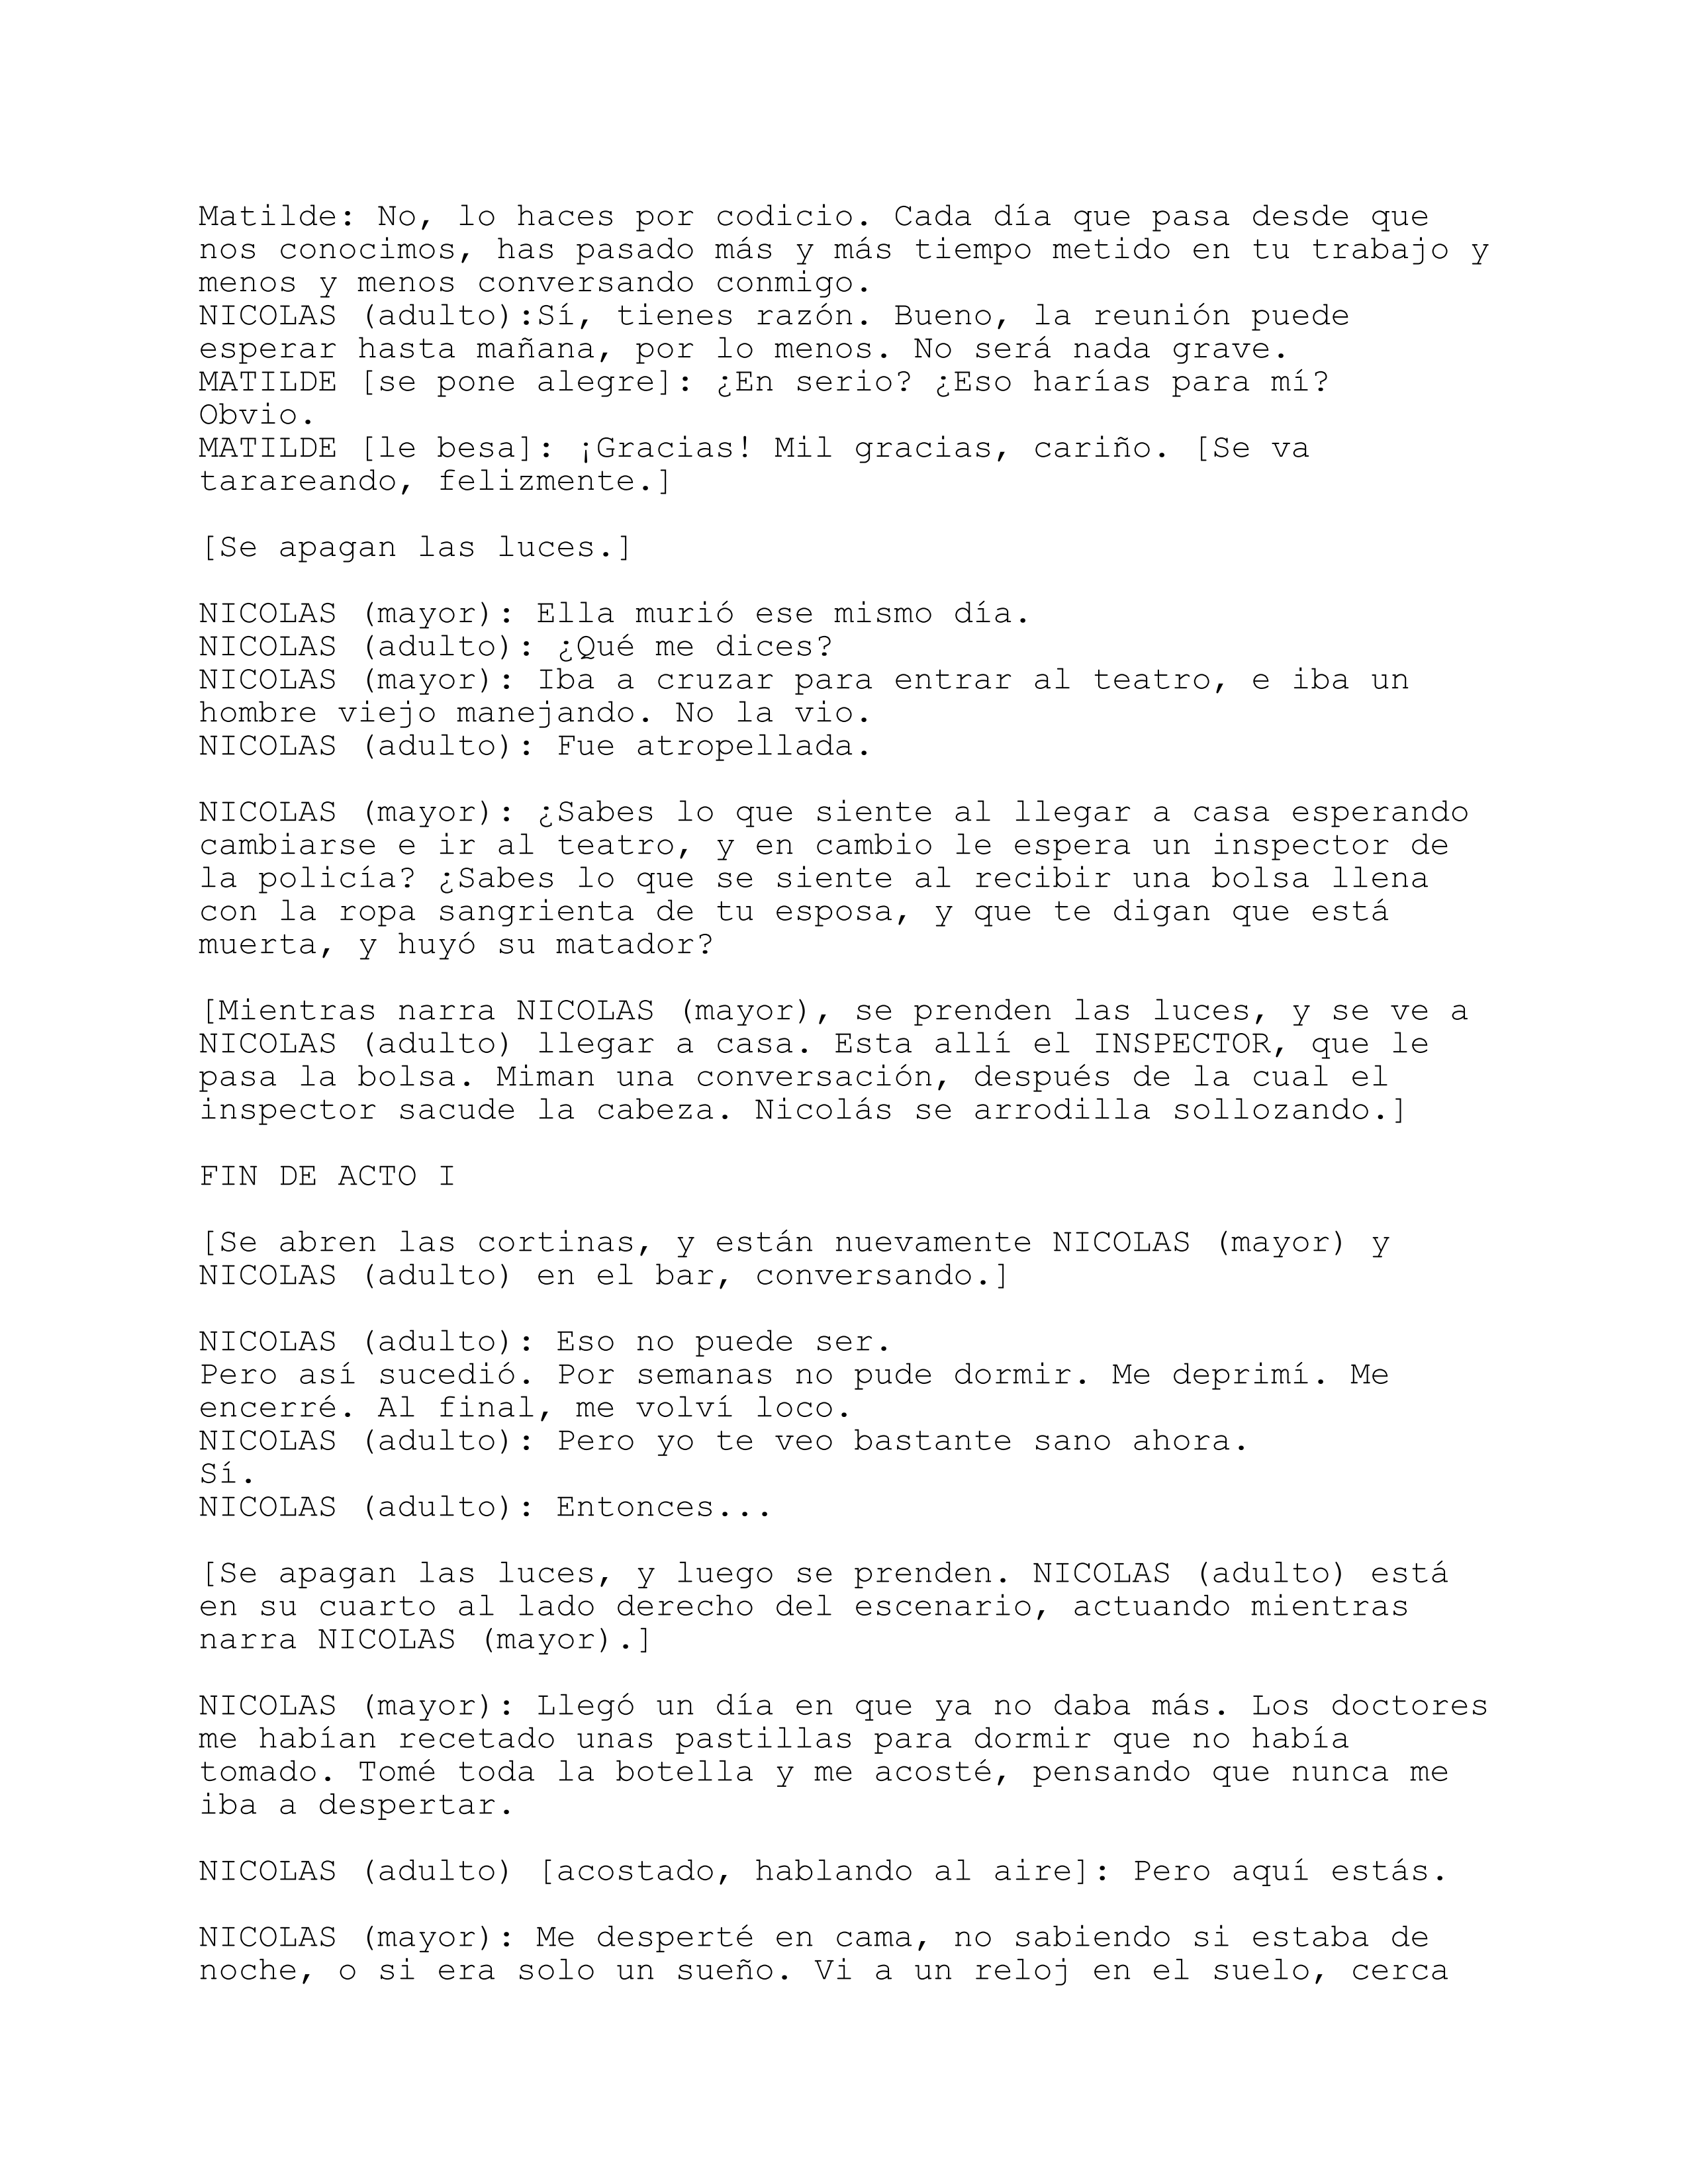 Matilde: No, lo haces por codicio. Cada día que pasa desde que
nos conocimos, has pasado más y más tiempo metido en tu trabajo y
menos y menos conversando conmigo.
NICOLAS (adulto):Sí, tienes razón. Bueno, la reunión puede
esperar hasta mañana, por lo menos. No será nada grave.
MATILDE [se pone alegre]: ¿En serio? ¿Eso harías para mí?
Obvio.
MATILDE [le besa]: ¡Gracias! Mil gracias, cariño. [Se va
tarareando, felizmente.]

[Se apagan las luces.]

NICOLAS (mayor): Ella murió ese mismo día.
NICOLAS (adulto): ¿Qué me dices?
NICOLAS (mayor): Iba a cruzar para entrar al teatro, e iba un
hombre viejo manejando. No la vio.
NICOLAS (adulto): Fue atropellada.

NICOLAS (mayor): ¿Sabes lo que siente al llegar a casa esperando
cambiarse e ir al teatro, y en cambio le espera un inspector de
la policía? ¿Sabes lo que se siente al recibir una bolsa llena
con la ropa sangrienta de tu esposa, y que te digan que está
muerta, y huyó su matador?

[Mientras narra NICOLAS (mayor), se prenden las luces, y se ve a
NICOLAS (adulto) llegar a casa. Esta allí el INSPECTOR, que le
pasa la bolsa. Miman una conversación, después de la cual el
inspector sacude la cabeza. Nicolás se arrodilla sollozando.]

FIN DE ACTO I

[Se abren las cortinas, y están nuevamente NICOLAS (mayor) y
NICOLAS (adulto) en el bar, conversando.]

NICOLAS (adulto): Eso no puede ser.
Pero así sucedió. Por semanas no pude dormir. Me deprimí. Me
encerré. Al final, me volví loco.
NICOLAS (adulto): Pero yo te veo bastante sano ahora.
Sí.
NICOLAS (adulto): Entonces...

[Se apagan las luces, y luego se prenden. NICOLAS (adulto) está
en su cuarto al lado derecho del escenario, actuando mientras
narra NICOLAS (mayor).]

NICOLAS (mayor): Llegó un día en que ya no daba más. Los doctores
me habían recetado unas pastillas para dormir que no había
tomado. Tomé toda la botella y me acosté, pensando que nunca me
iba a despertar.

NICOLAS (adulto) [acostado, hablando al aire]: Pero aquí estás.

NICOLAS (mayor): Me desperté en cama, no sabiendo si estaba de
noche, o si era solo un sueño. Vi a un reloj en el suelo, cerca